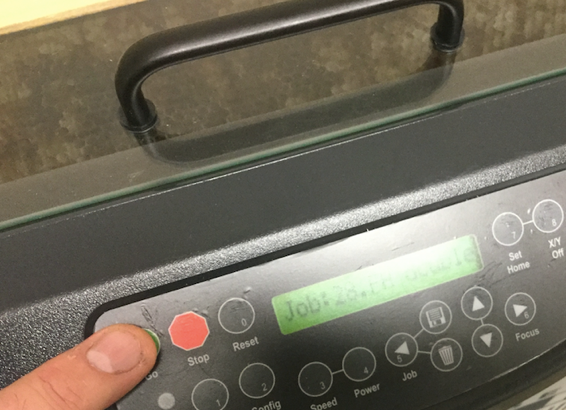 Set
Home
X/Y
Off
7
8
Job:
Stop
0
Reset
Focus
5
Job
1
2
Config
3
Speed
4
Power